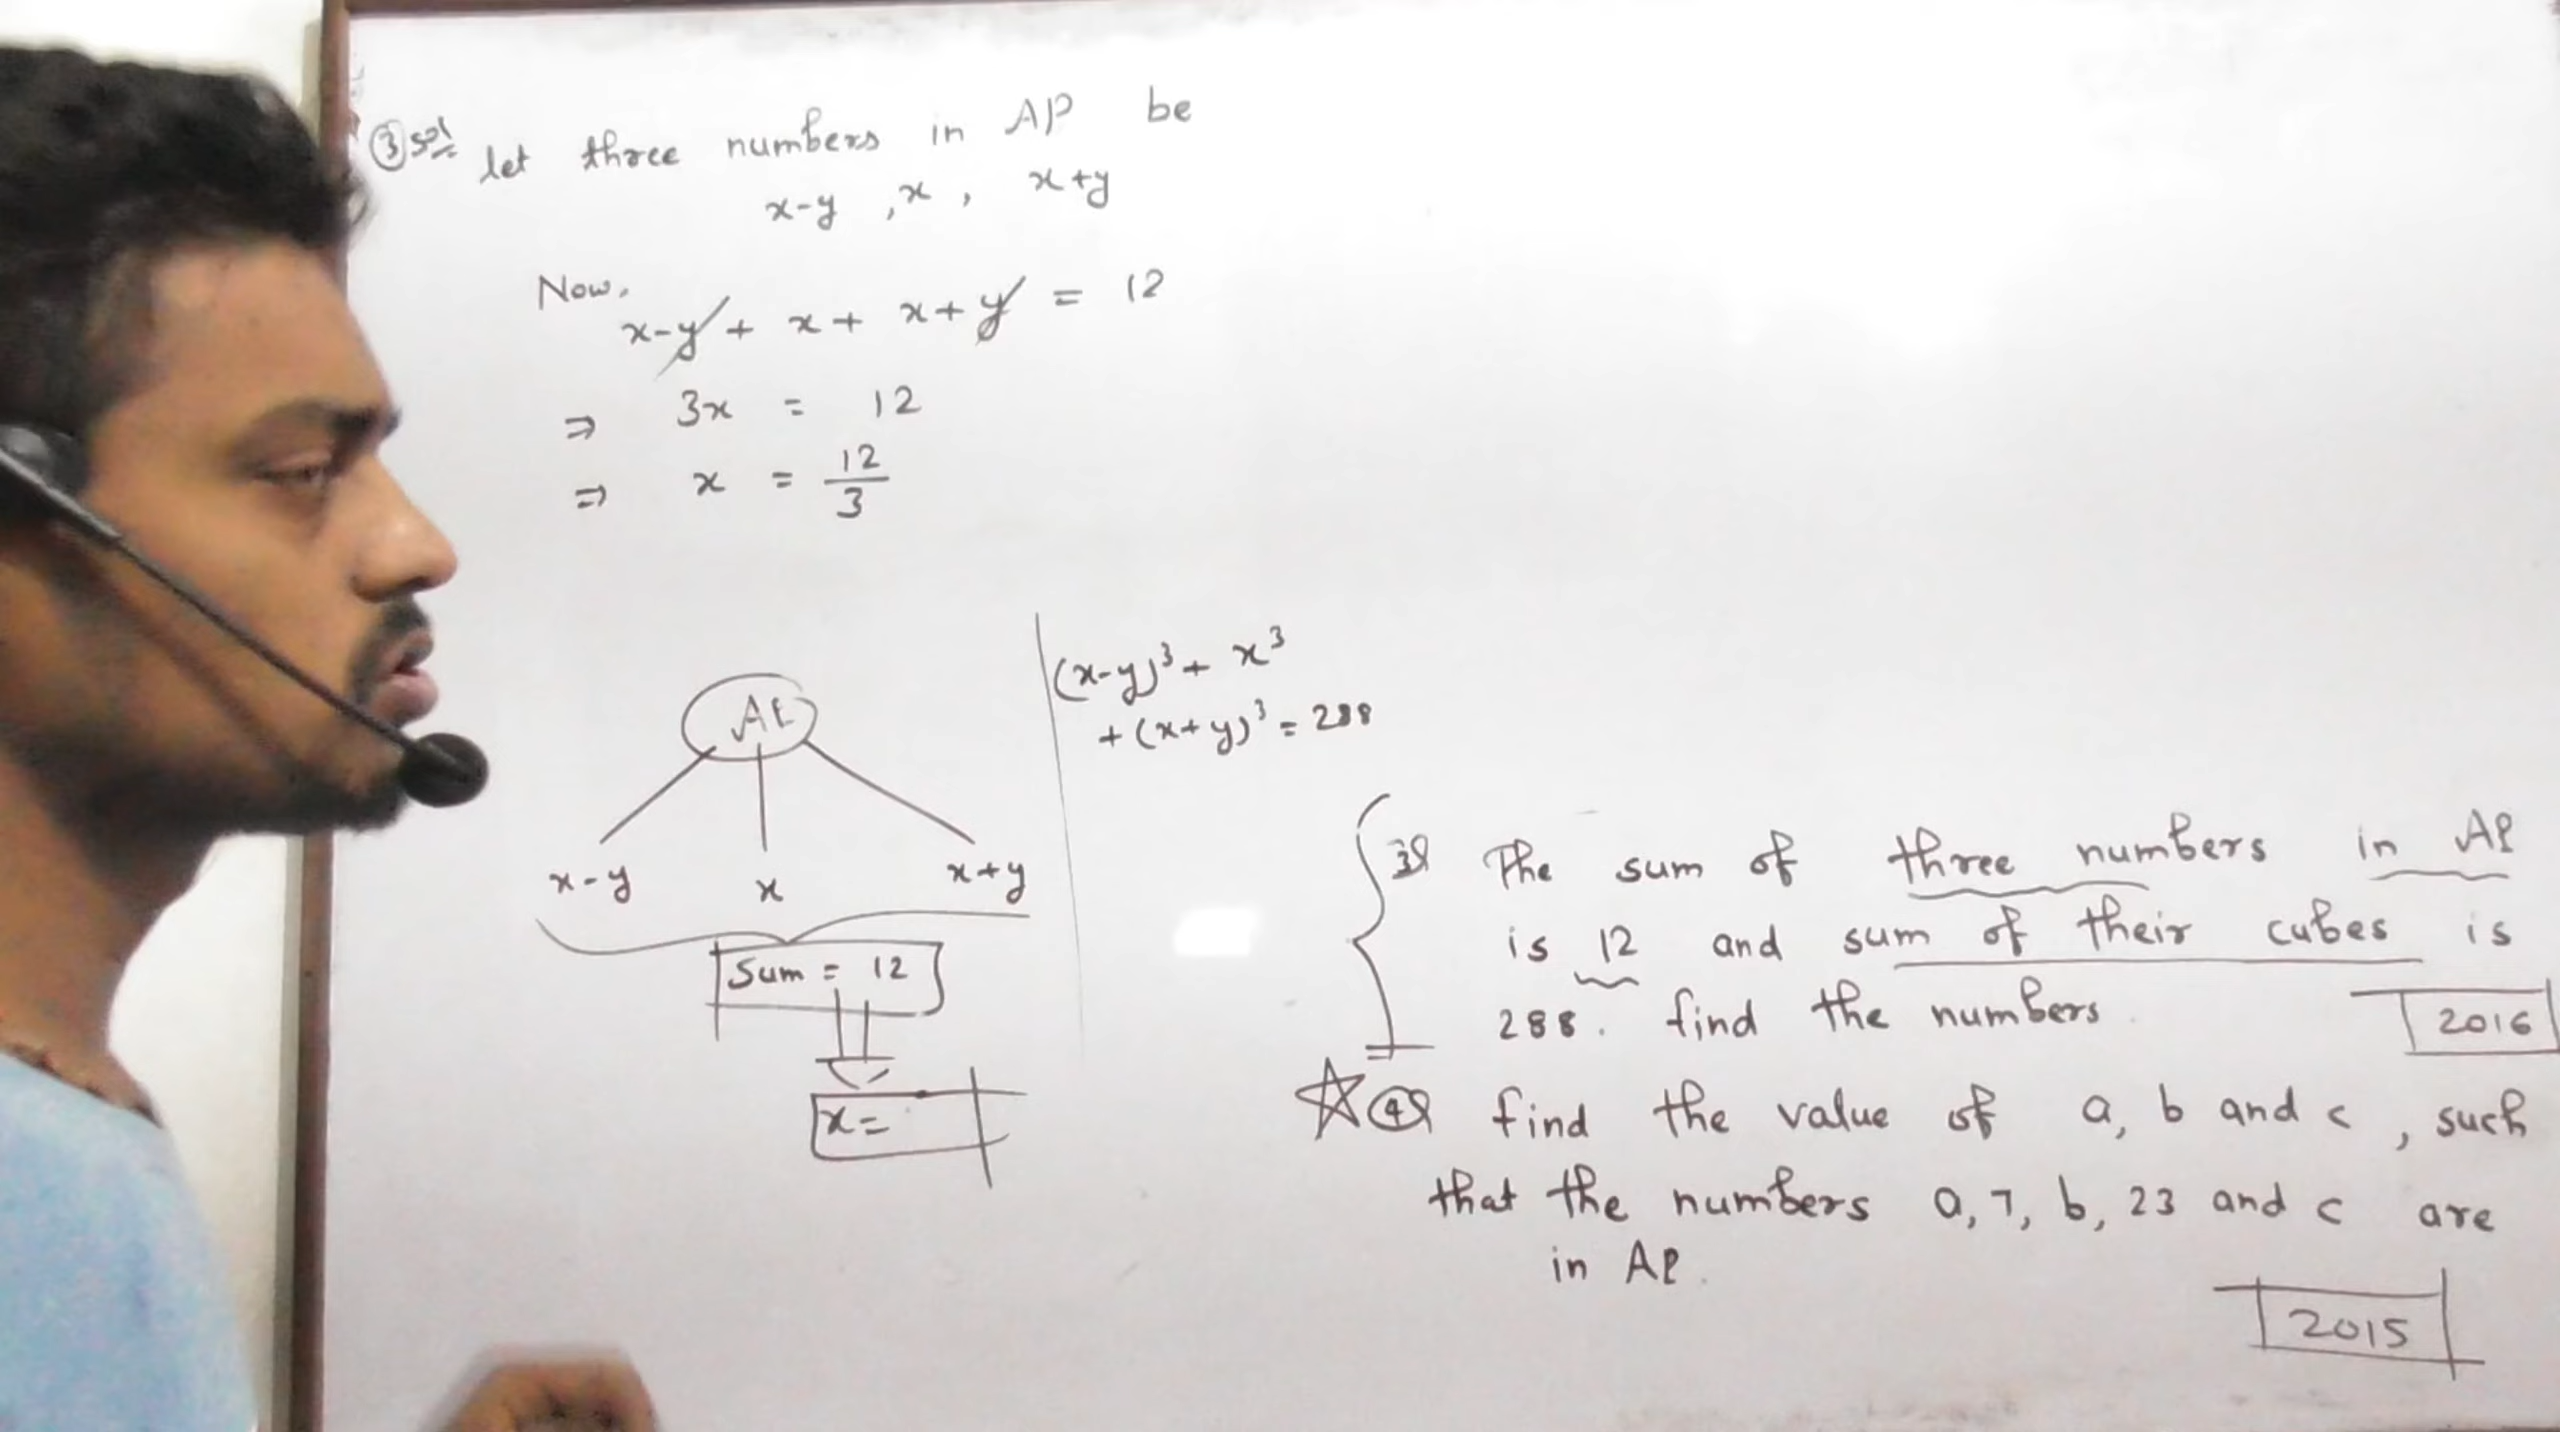 ③ sol let three numbers in AP be
x-y , x , x+y
Now,
x-y + x + x+y = 12
⇒ 3x = 12
⇒ x = 12/3
AP
x-y x x+y
Sum = 12
x =
(x-y)³ + x³
+ (x+y)³ = 288
3) The sum of three numbers in AP
is 12 and sum of their cubes is
288. find the numbers.
2016
④ find the value of a, b and c, such
that the numbers a, 7, b, 23 and c are
in AP.
2015